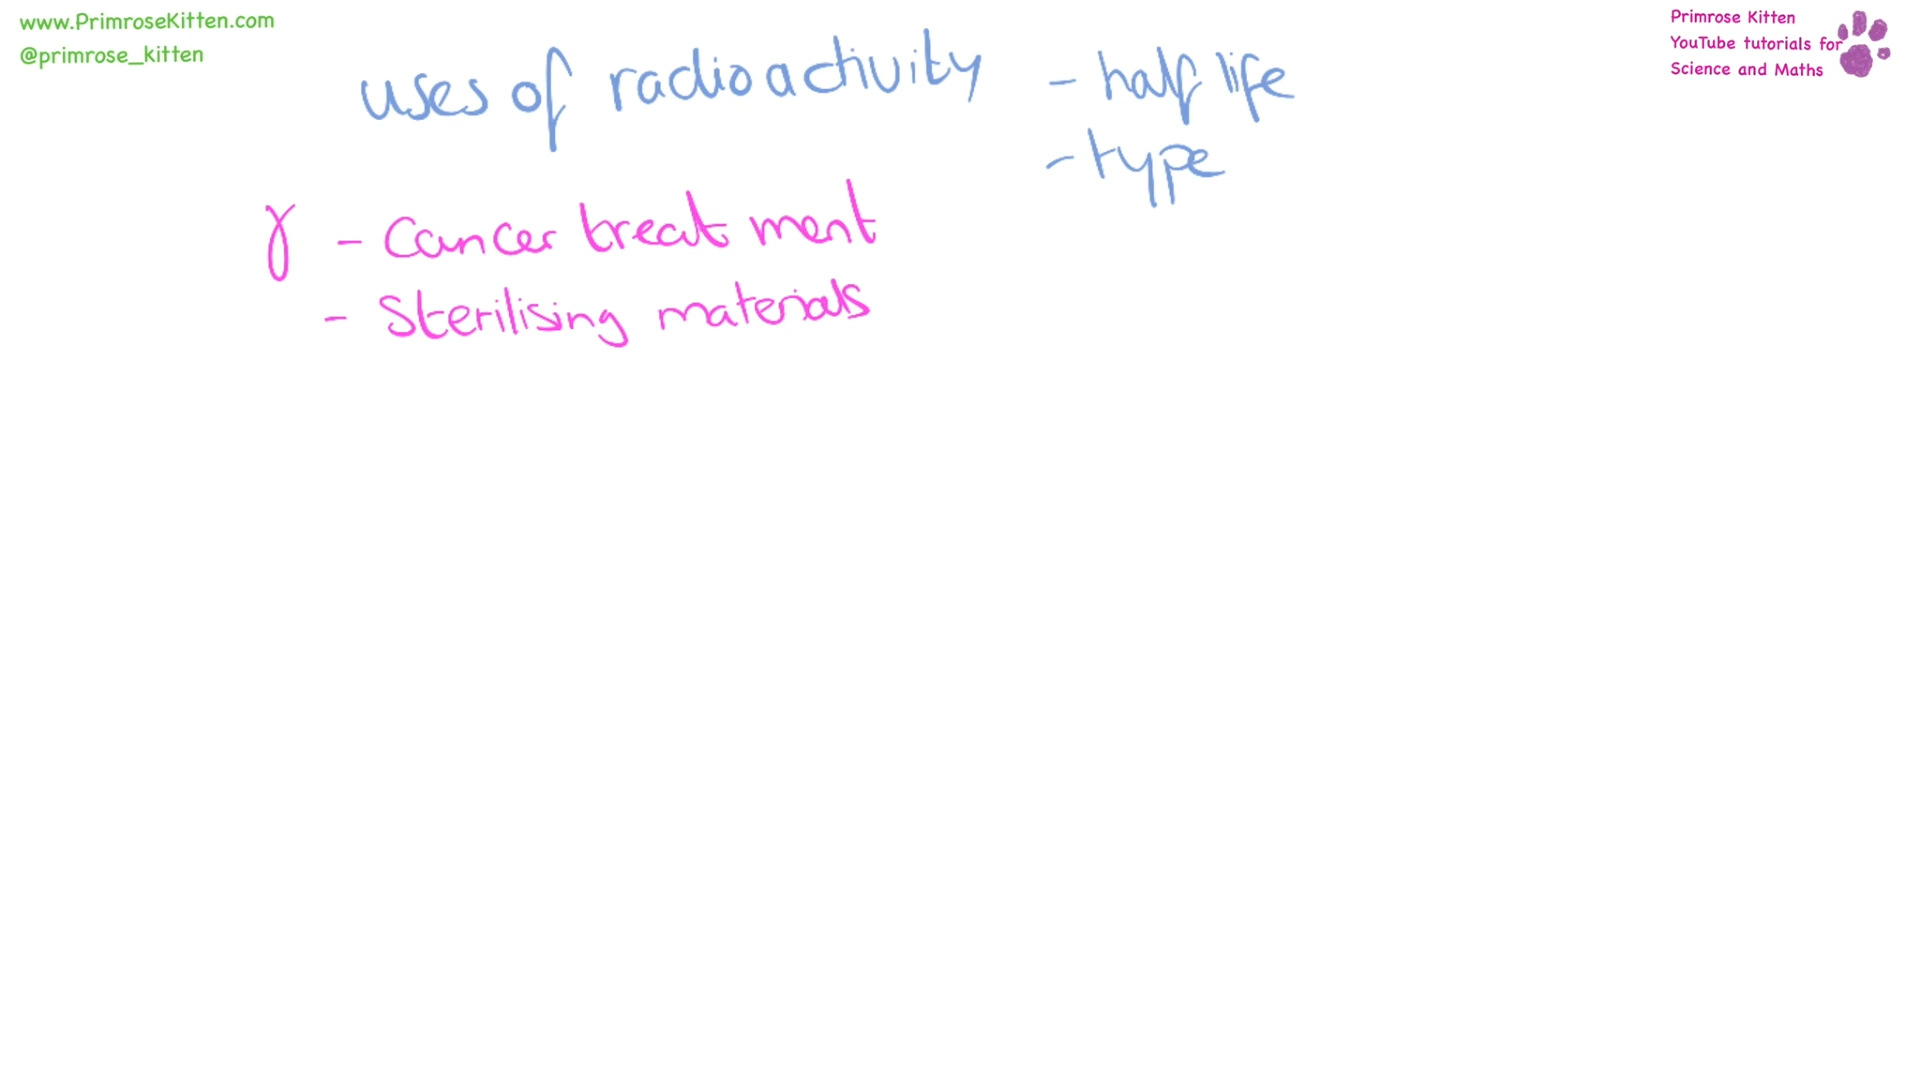 www.PrimroseKitten.com
@primrose_kitten
Primrose Kitten
YouTube tutorials for
Science and Maths
uses of radioactivity - half life
- type
γ - Cancer treatment
- Sterilising materials